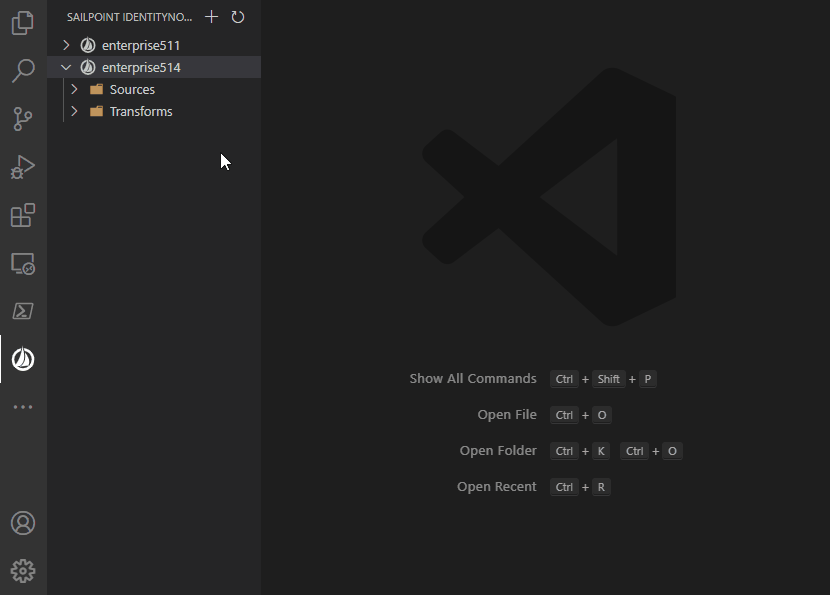 SAILPOINT IDENTITYNO...
enterprise511
enterprise514
Sources
Transforms
Show All Commands Ctrl + Shift + P
Open File Ctrl + O
Open Folder Ctrl + K Ctrl + O
Open Recent Ctrl + R